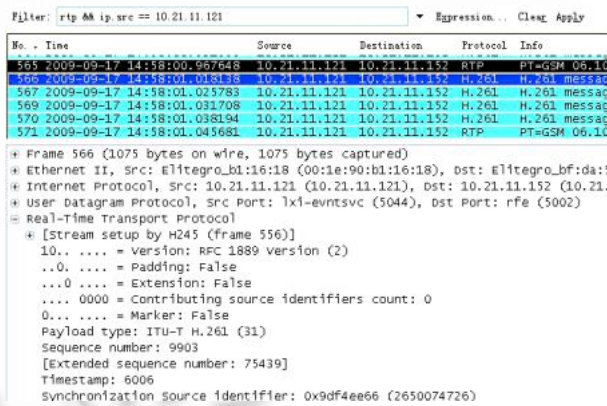 Filter: rtp && ip.src == 10.21.11.121 Expression... Clear Apply
No. . Time Source Destination Protocol Info
565 2009-09-17 14:58:00.967648 10.21.11.121 10.21.11.152 RTP PT=GSM 06.10
566 2009-09-17 14:58:01.018138 10.21.11.121 10.21.11.152 H.261 H.261 messag
567 2009-09-17 14:58:01.025783 10.21.11.121 10.21.11.152 H.261 H.261 messag
569 2009-09-17 14:58:01.031708 10.21.11.121 10.21.11.152 H.261 H.261 messag
570 2009-09-17 14:58:01.038194 10.21.11.121 10.21.11.152 H.261 H.261 messag
571 2009-09-17 14:58:01.045681 10.21.11.121 10.21.11.152 RTP PT=GSM 06.10
Frame 566 (1075 bytes on wire, 1075 bytes captured)
Ethernet II, Src: Elitegro_b1:16:18 (00:1e:90:b1:16:18), Dst: Elitegro_bf:da:5
Internet Protocol, Src: 10.21.11.121 (10.21.11.121), Dst: 10.21.11.152 (10.21.
User Datagram Protocol, Src Port: lxi-evntsvc (5044), Dst Port: rfe (5002)
Real-Time Transport Protocol
[Stream setup by H245 (frame 556)]
10.. .... = Version: RFC 1889 Version (2)
..0. .... = Padding: False
...0 .... = Extension: False
.... 0000 = Contributing source identifiers count: 0
0... .... = Marker: False
Payload type: ITU-T H.261 (31)
Sequence number: 9903
[Extended sequence number: 75439]
Timestamp: 6006
Synchronization Source identifier: 0x9df4ee66 (2650074726)